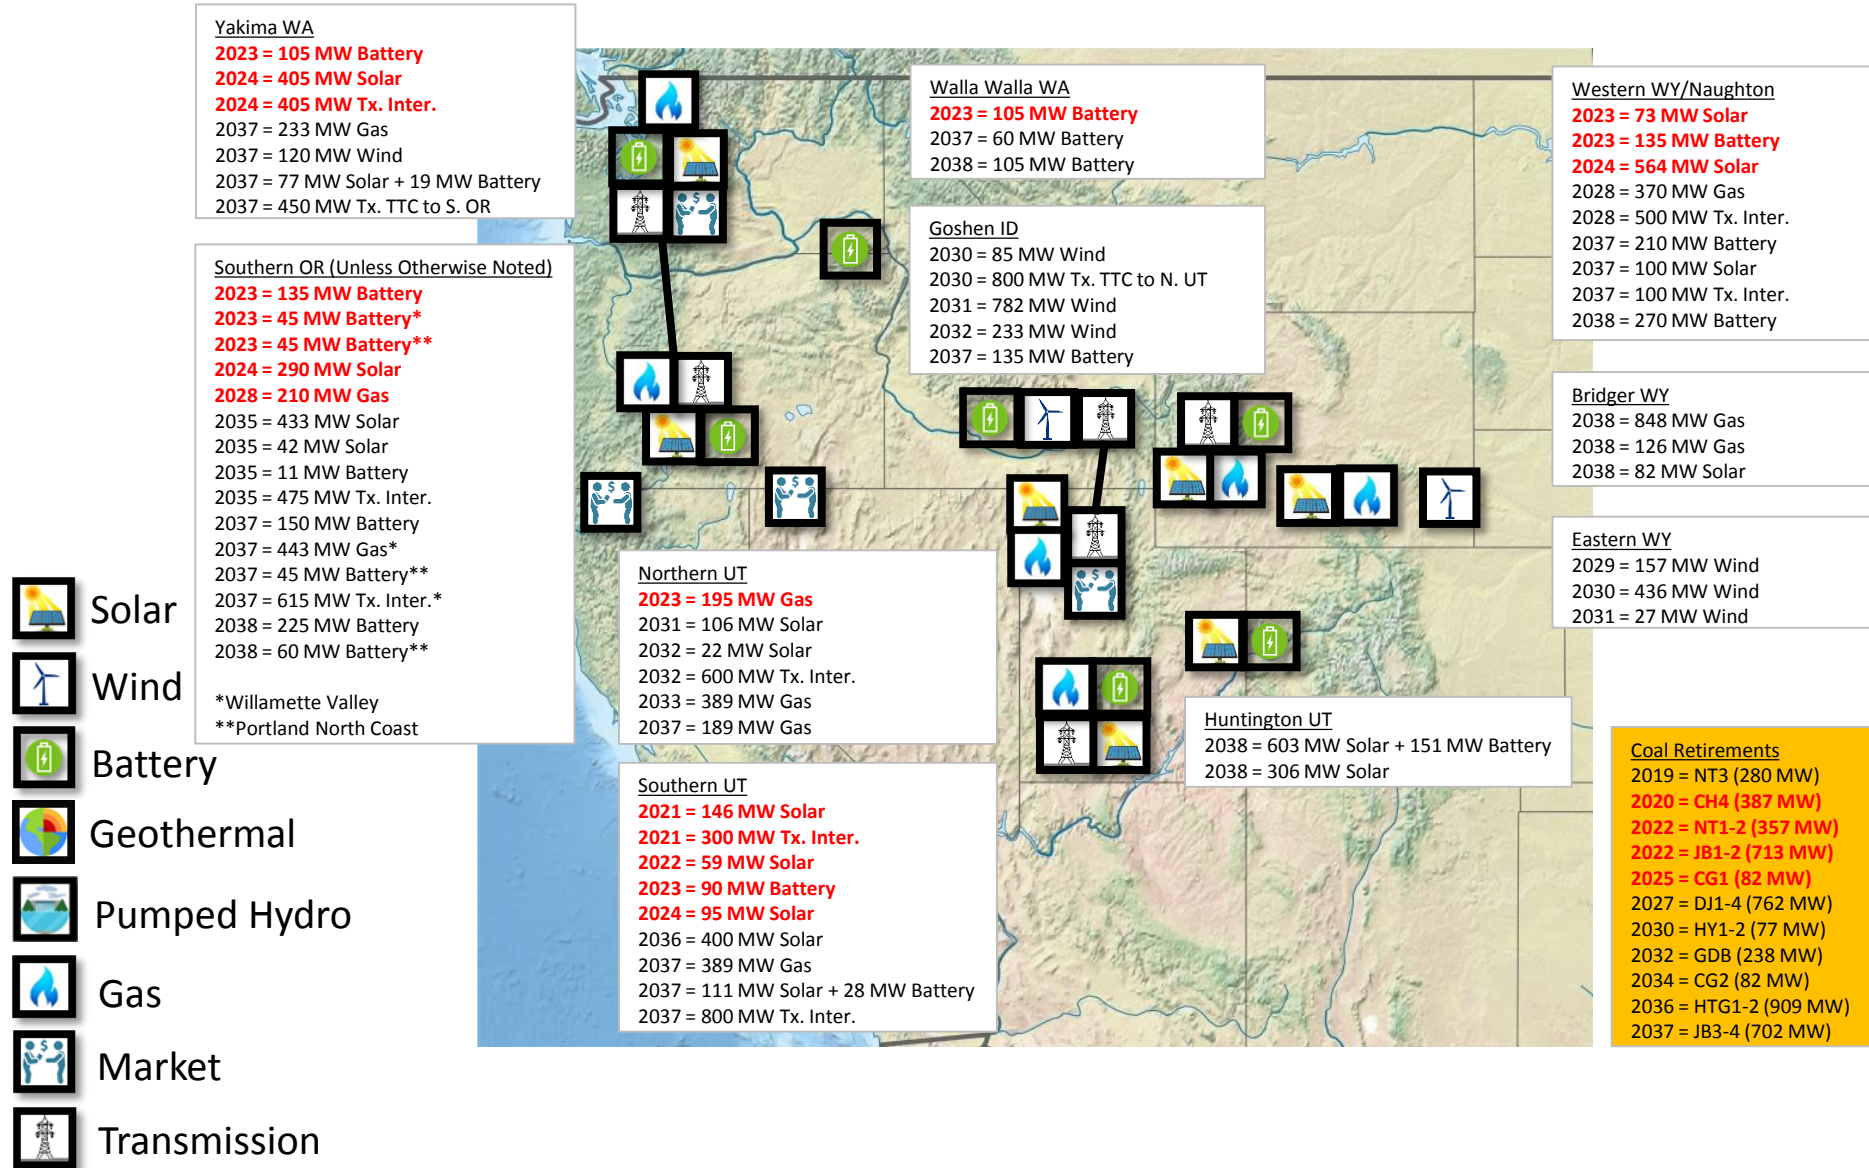 Yakima WA
2023 = 105 MW Battery
2024 = 405 MW Solar
2024 = 405 MW Tx. Inter.
2037 = 233 MW Gas
2037 = 120 MW Wind
2037 = 77 MW Solar + 19 MW Battery
2037 = 450 MW Tx. TTC to S. OR
Walla Walla WA
2023 = 105 MW Battery
2037 = 60 MW Battery
2038 = 105 MW Battery
Western WY/Naughton
2023 = 73 MW Solar
2023 = 135 MW Battery
2024 = 564 MW Solar
2028 = 370 MW Gas
2028 = 500 MW Tx. Inter.
2037 = 210 MW Battery
2037 = 100 MW Solar
2037 = 100 MW Tx. Inter.
2038 = 270 MW Battery
Goshen ID
2030 = 85 MW Wind
2030 = 800 MW Tx. TTC to N. UT
2031 = 782 MW Wind
2032 = 233 MW Wind
2037 = 135 MW Battery
Southern OR (Unless Otherwise Noted)
2023 = 135 MW Battery
2023 = 45 MW Battery*
2023 = 45 MW Battery**
2024 = 290 MW Solar
2028 = 210 MW Gas
2035 = 433 MW Solar
2035 = 42 MW Solar
2035 = 11 MW Battery
2035 = 475 MW Tx. Inter.
2037 = 150 MW Battery
2037 = 443 MW Gas*
2037 = 45 MW Battery**
2037 = 615 MW Tx. Inter.*
2038 = 225 MW Battery
2038 = 60 MW Battery**
*Willamette Valley
**Portland North Coast
Bridger WY
2038 = 848 MW Gas
2038 = 126 MW Gas
2038 = 82 MW Solar
Eastern WY
2029 = 157 MW Wind
2030 = 436 MW Wind
2031 = 27 MW Wind
Northern UT
2023 = 195 MW Gas
2031 = 106 MW Solar
2032 = 22 MW Solar
2032 = 600 MW Tx. Inter.
2033 = 389 MW Gas
2037 = 189 MW Gas
Huntington UT
2038 = 603 MW Solar + 151 MW Battery
2038 = 306 MW Solar
Southern UT
2021 = 146 MW Solar
2021 = 300 MW Tx. Inter.
2022 = 59 MW Solar
2023 = 90 MW Battery
2024 = 95 MW Solar
2036 = 400 MW Solar
2037 = 389 MW Gas
2037 = 111 MW Solar + 28 MW Battery
2037 = 800 MW Tx. Inter.
Coal Retirements
2019 = NT3 (280 MW)
2020 = CH4 (387 MW)
2022 = NT1-2 (357 MW)
2022 = JB1-2 (713 MW)
2025 = CG1 (82 MW)
2027 = DJ1-4 (762 MW)
2030 = HY1-2 (77 MW)
2032 = GDB (238 MW)
2034 = CG2 (82 MW)
2036 = HTG1-2 (909 MW)
2037 = JB3-4 (702 MW)
Solar
Wind
Battery
Geothermal
Pumped Hydro
Gas
Market
Transmission